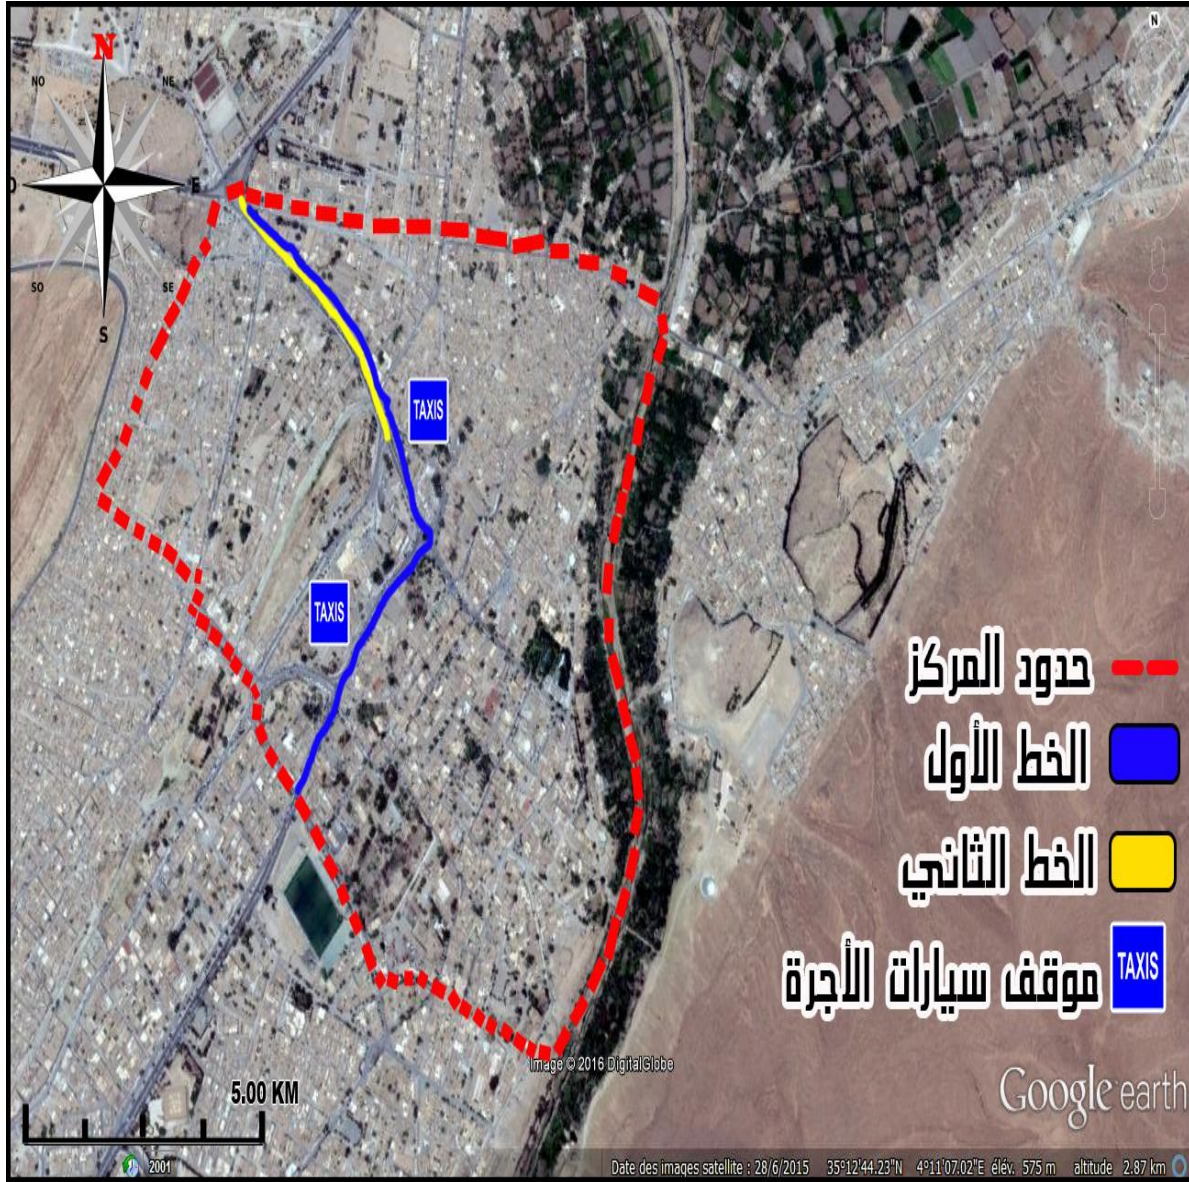 N
N
NO
NE
O
E
SO
SE
S
TAXIS
TAXIS
حدود المركز
الخط الأول
الخط الثاني
موقف سيارات الأجرة
TAXIS
Image © 2016 DigitalGlobe
5.00 KM
Google earth
2001
Date des images satellite : 28/6/2015 35°12'44.23"N 4°11'07.02"E élév. 575 m altitude 2.87 km